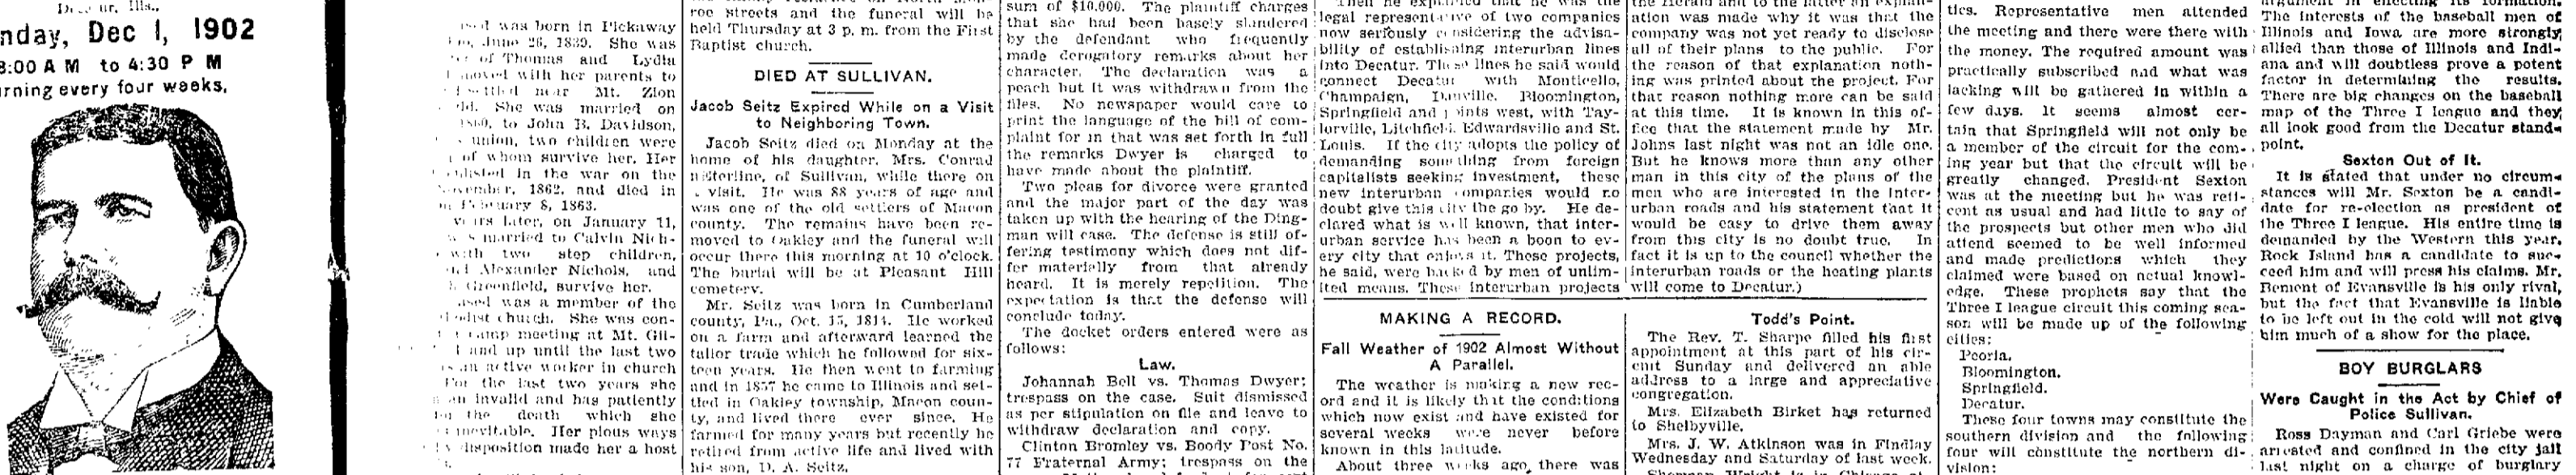 nday, Dec 1, 1902
8:00 A M to 4:30 P M
rning every four weeks.
was born in Pickaway
June 26, 1839. She was
of Thomas and Lydia
moved with her parents to
settled near Mt. Zion
She was married on
1860, to John B. Davidson,
union, two children were
of whom survive her. Her
enlisted in the war on the
November, 1862, and died in
February 8, 1863.
years later, on January 11,
was married to Calvin Nich-
with two step children,
Alexander Nichols, and
Greenfield, survive her.
was a member of the
church. She was con-
camp meeting at Mt. Gil-
and up until the last two
an active worker in church
For the last two years she
an invalid and has patiently
the death which she
inevitable. Her pious ways
disposition made her a host
roe streets and the funeral will be
held Thursday at 3 p. m. from the First
Baptist church.
DIED AT SULLIVAN.
Jacob Seitz Expired While on a Visit
to Neighboring Town.
Jacob Seitz died on Monday at the
home of his daughter, Mrs. Conrad
of Sullivan, while there on
visit. He was 88 years of age and
was one of the old settlers of Macon
county. The remains have been re-
moved to Oakley and the funeral will
occur there this morning at 10 o'clock.
The burial will be at Pleasant Hill
cemetery.
Mr. Seitz was born in Cumberland
county, Pa., Oct. 15, 1814. He worked
on a farm and afterward learned the
tailor trade which he followed for six-
teen years. He then went to farming
and in 1857 he came to Illinois and set-
tled in Oakley township, Macon coun-
ty, and lived there ever since. He
farmed for many years but recently he
retired from active life and lived with
his son, D. A. Seitz.
sum of $10,000. The plaintiff charges
that she had been basely slandered
by the defendant who frequently
made derogatory remarks about her
character. The declaration was a
peach but it was withdrawn from the
files. No newspaper would care to
print the language of the bill of com-
plaint for in that was set forth in full
the remarks Dwyer is charged to
have made about the plaintiff.
Two pleas for divorce were granted
and the major part of the day was
taken up with the hearing of the Ding-
man will case. The defense is still of-
fering testimony which does not dif-
fer materially from that already
heard. It is merely repetition. The
expectation is that the defense will
conclude today.
The docket orders entered were as
follows:
Law.
Johannah Bell vs. Thomas Dwyer;
trespass on the case. Suit dismissed
as per stipulation on file and leave to
withdraw declaration and copy.
Clinton Bromley vs. Boody Post No.
77 Fraternal Army; trespass on the
Then he explained that he was the
legal representative of two companies
now seriously considering the advisa-
bility of establishing interurban lines
into Decatur. These lines he said would
connect Decatur with Monticello,
Champaign, Danville, Bloomington,
Springfield and points west, with Tay-
lorville, Litchfield, Edwardsville and St.
Louis. If the city adopts the policy of
demanding something from foreign
capitalists seeking investment, these
new interurban companies would no
doubt give this city the go by. He de-
clared what is well known, that inter-
urban service has been a boon to ev-
ery city that enjoys it. These projects,
he said, were backed by men of unlim-
ited means. These interurban projects
MAKING A RECORD.
Fall Weather of 1902 Almost Without
A Parallel.
The weather is making a new rec-
ord and it is likely that the conditions
which now exist and have existed for
several weeks were never before
known in this latitude.
About three weeks ago there was
the Herald and to the latter an explan-
ation was made why it was that the
company was not yet ready to disclose
all of their plans to the public. For
the reason of that explanation noth-
ing was printed about the project. For
that reason nothing more can be said
at this time. It is known in this of-
fice that the statement made by Mr.
Johns last night was not an idle one.
But he knows more than any other
man in this city of the plans of the
men who are interested in the inter-
urban roads and his statement that it
would be easy to drive them away
from this city is no doubt true. In
fact it is up to the council whether the
interurban roads or the heating plants
will come to Decatur.)
Todd's Point.
The Rev. T. Sharpe filled his first
appointment at this part of his cir-
cuit Sunday and delivered an able
address to a large and appreciative
congregation.
Mrs. Elizabeth Birket has returned
to Shelbyville.
Mrs. J. W. Atkinson was in Findlay
Wednesday and Saturday of last week.
ties. Representative men attended
the meeting and there were there with
the money. The required amount was
practically subscribed and what was
lacking will be gathered in within a
few days. It seems almost cer-
tain that Springfield will not only be
a member of the circuit for the com-
ing year but that the circuit will be
greatly changed. President Sexton
was at the meeting but he was reti-
cent as usual and had little to say of
the prospects but other men who did
attend seemed to be well informed
and made predictions which they
claimed were based on actual knowl-
edge. These prophets say that the
Three I league circuit this coming sea-
son will be made up of the following
cities:
Peoria.
Bloomington.
Springfield.
Decatur.
These four towns may constitute the
southern division and the following
four will constitute the northern di-
vision:
argument in effecting its formation.
The interests of the baseball men of
Illinois and Iowa are more strongly
allied than those of Illinois and Indi-
ana and will doubtless prove a potent
factor in determining the results.
There are big changes on the baseball
map of the Three I league and they
all look good from the Decatur stand-
point.
Sexton Out of It.
It is stated that under no circum-
stances will Mr. Sexton be a candi-
date for re-election as president of
the Three I league. His entire time is
demanded by the Western this year.
Rock Island has a candidate to suc-
ceed him and will press his claims. Mr.
Bement of Evansville is his only rival,
but the fact that Evansville is liable
to be left out in the cold will not give
him much of a show for the place.
BOY BURGLARS
Were Caught in the Act by Chief of
Police Sullivan.
Ross Dayman and Carl Griebe were
arrested and confined in the city jail
last night on a charge of burglary